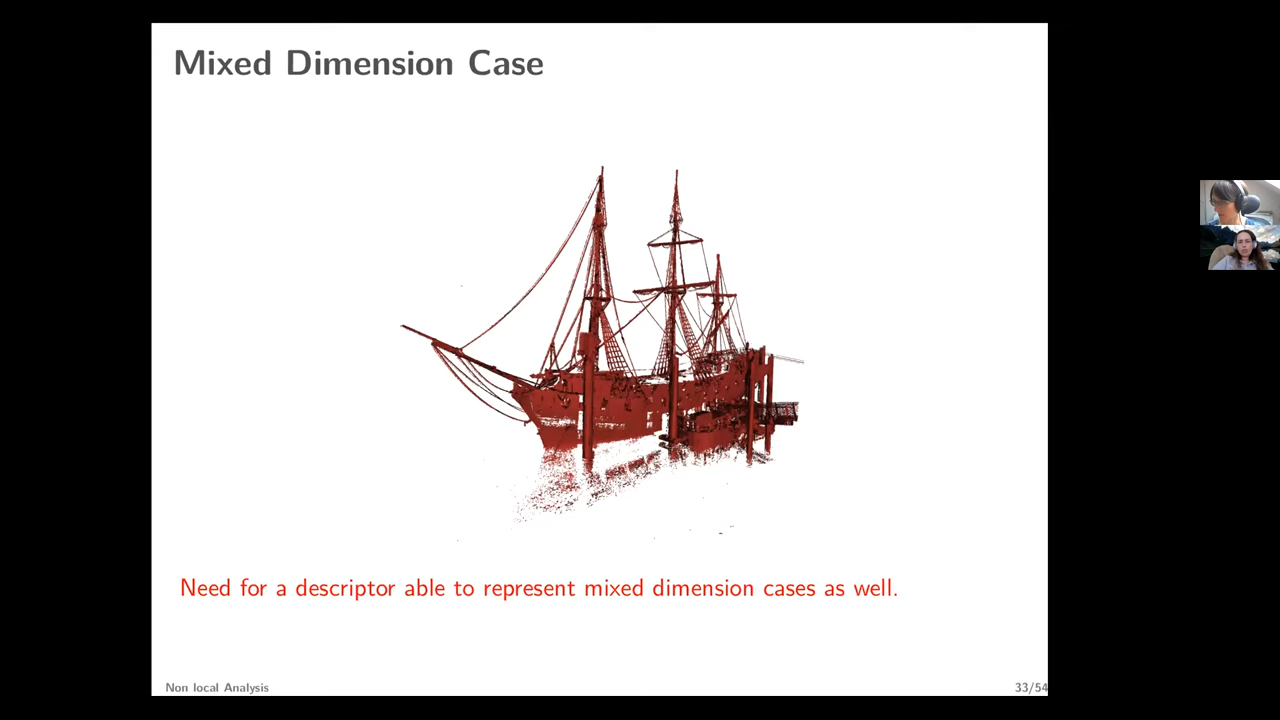 Mixed Dimension Case
Need for a descriptor able to represent mixed dimension cases as well.
Non local Analysis
33/54